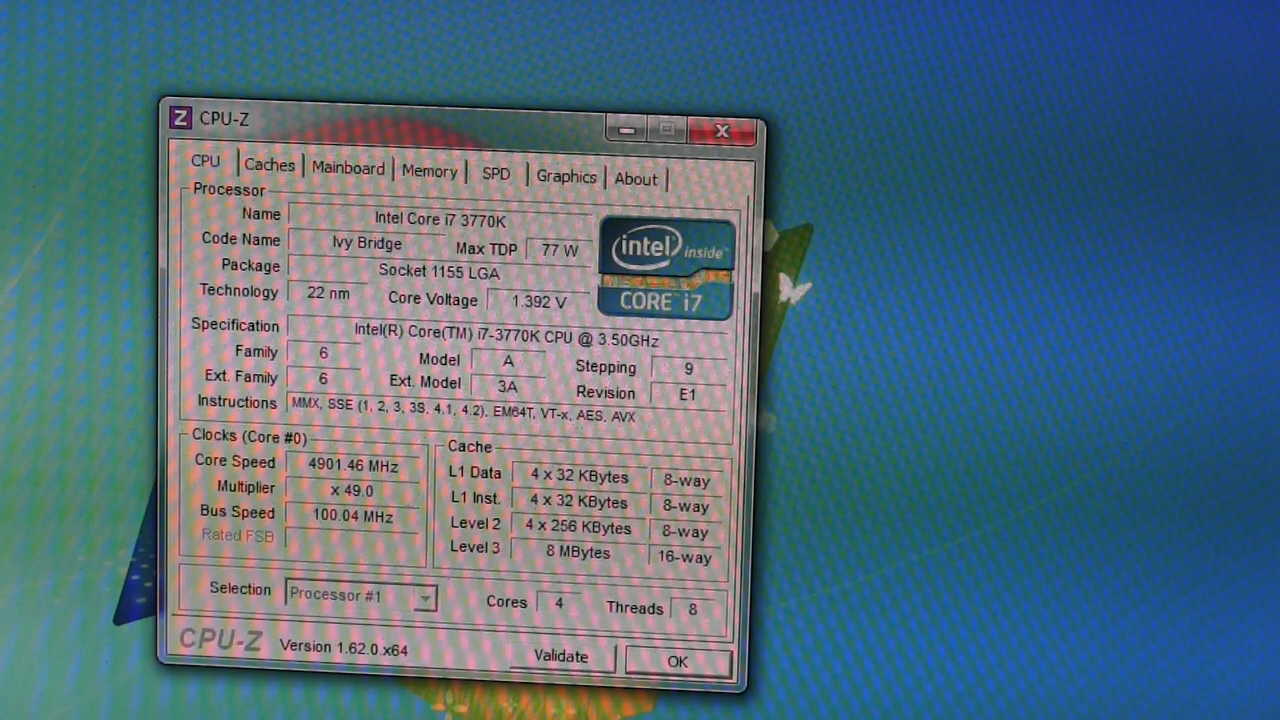 Z CPU-Z
CPU Caches Mainboard Memory SPD Graphics About
Processor
Name Intel Core i7 3770K
Code Name Ivy Bridge Max TDP 77 W
Package Socket 1155 LGA
Technology 22 nm Core Voltage 1.392 V
intel inside™
CORE™ i7
Specification Intel(R) Core(TM) i7-3770K CPU @ 3.50GHz
Family 6 Model A Stepping 9
Ext. Family 6 Ext. Model 3A Revision E1
Instructions MMX, SSE (1, 2, 3, 3S, 4.1, 4.2), EM64T, VT-x, AES, AVX
Clocks (Core #0)
Core Speed 4901.46 MHz
Multiplier x 49.0
Bus Speed 100.04 MHz
Rated FSB
Cache
L1 Data 4 x 32 KBytes 8-way
L1 Inst. 4 x 32 KBytes 8-way
Level 2 4 x 256 KBytes 8-way
Level 3 8 MBytes 16-way
Selection Processor #1 Cores 4 Threads 8
CPU-Z Version 1.62.0.x64 Validate OK